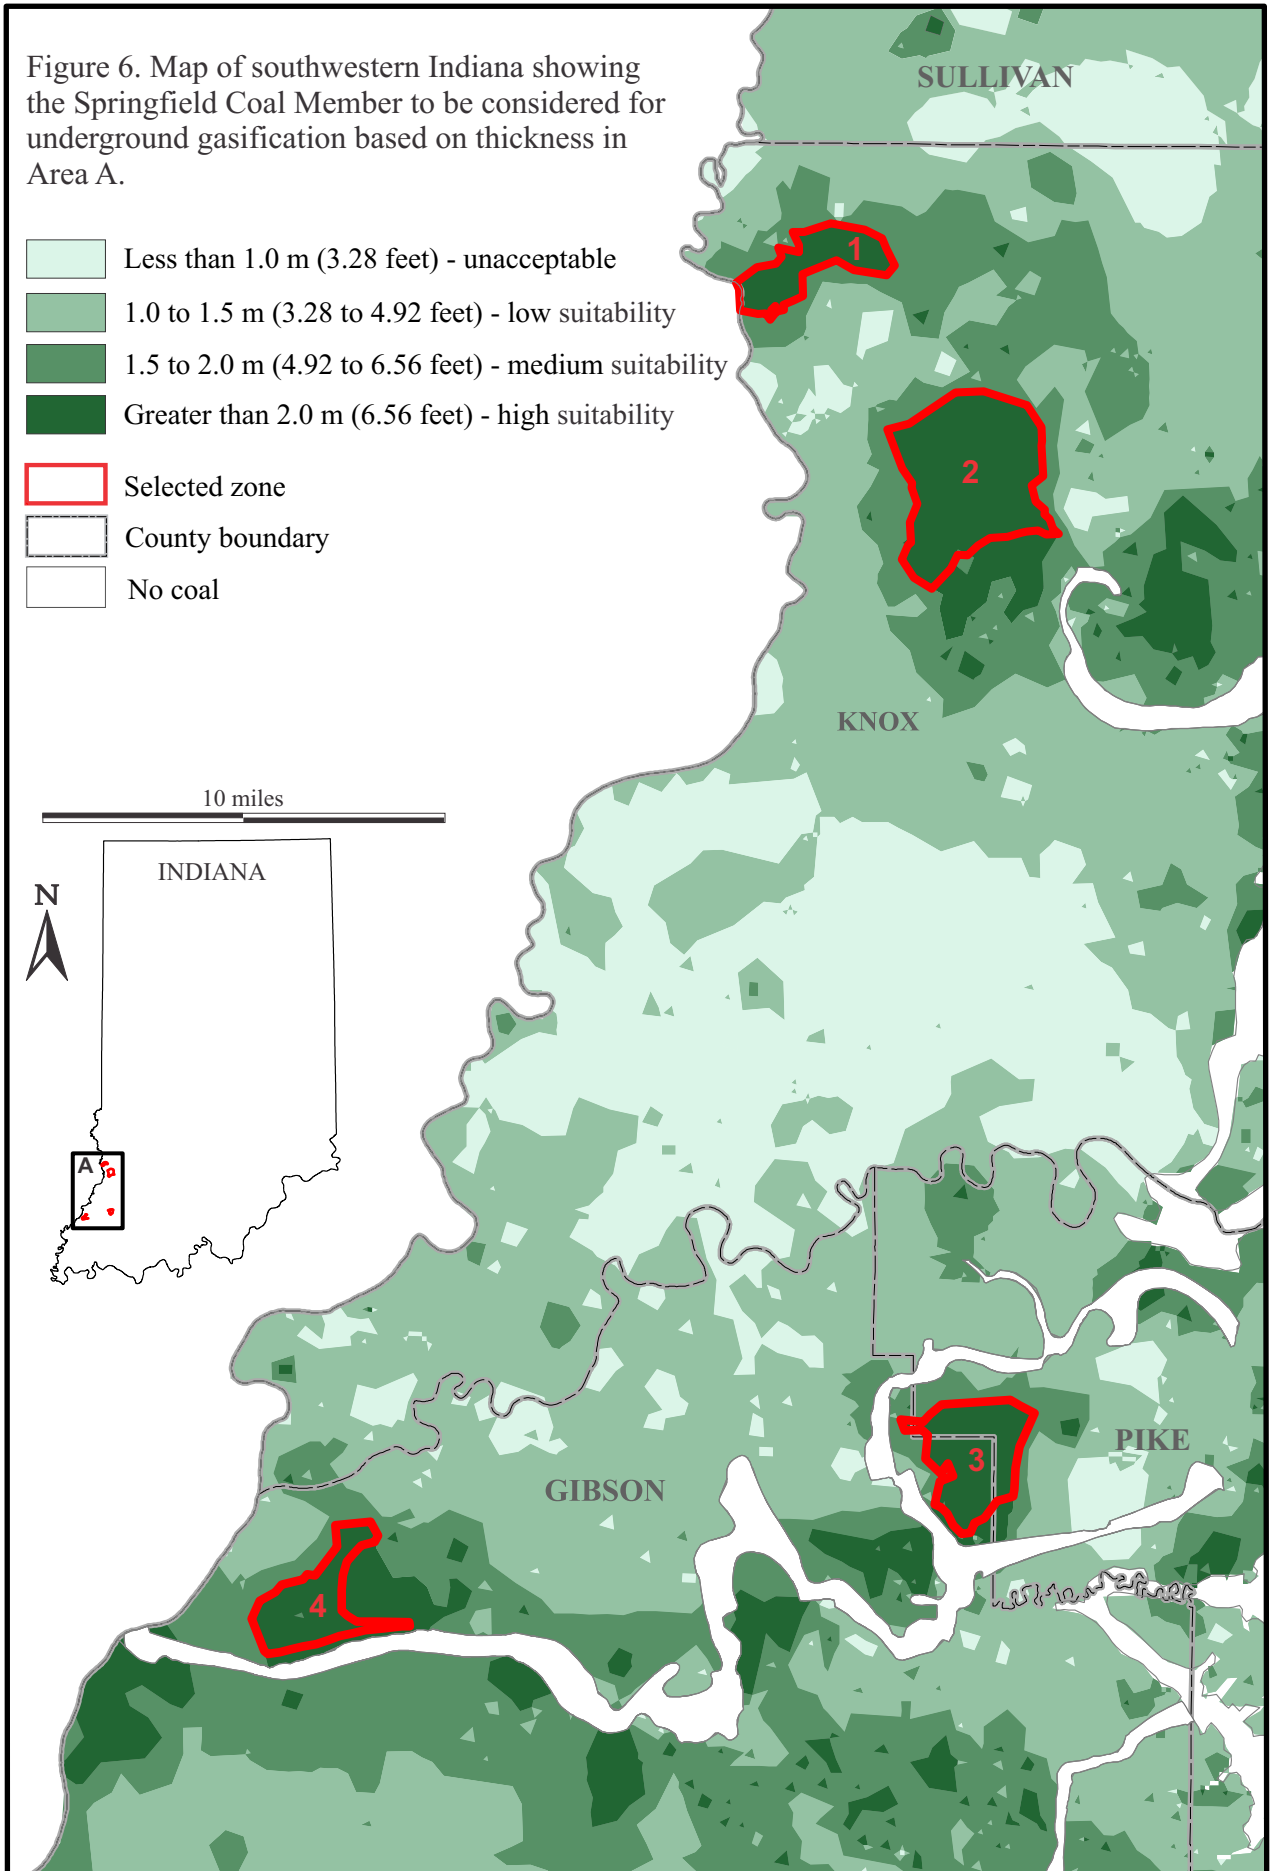 Figure 6. Map of southwestern Indiana showing
the Springfield Coal Member to be considered for
underground gasification based on thickness in
Area A.
Less than 1.0 m (3.28 feet) - unacceptable
1.0 to 1.5 m (3.28 to 4.92 feet) - low suitability
1.5 to 2.0 m (4.92 to 6.56 feet) - medium suitability
Greater than 2.0 m (6.56 feet) - high suitability
Selected zone
County boundary
No coal
10 miles
INDIANA
N
A
SULLIVAN
1
2
KNOX
PIKE
3
GIBSON
4